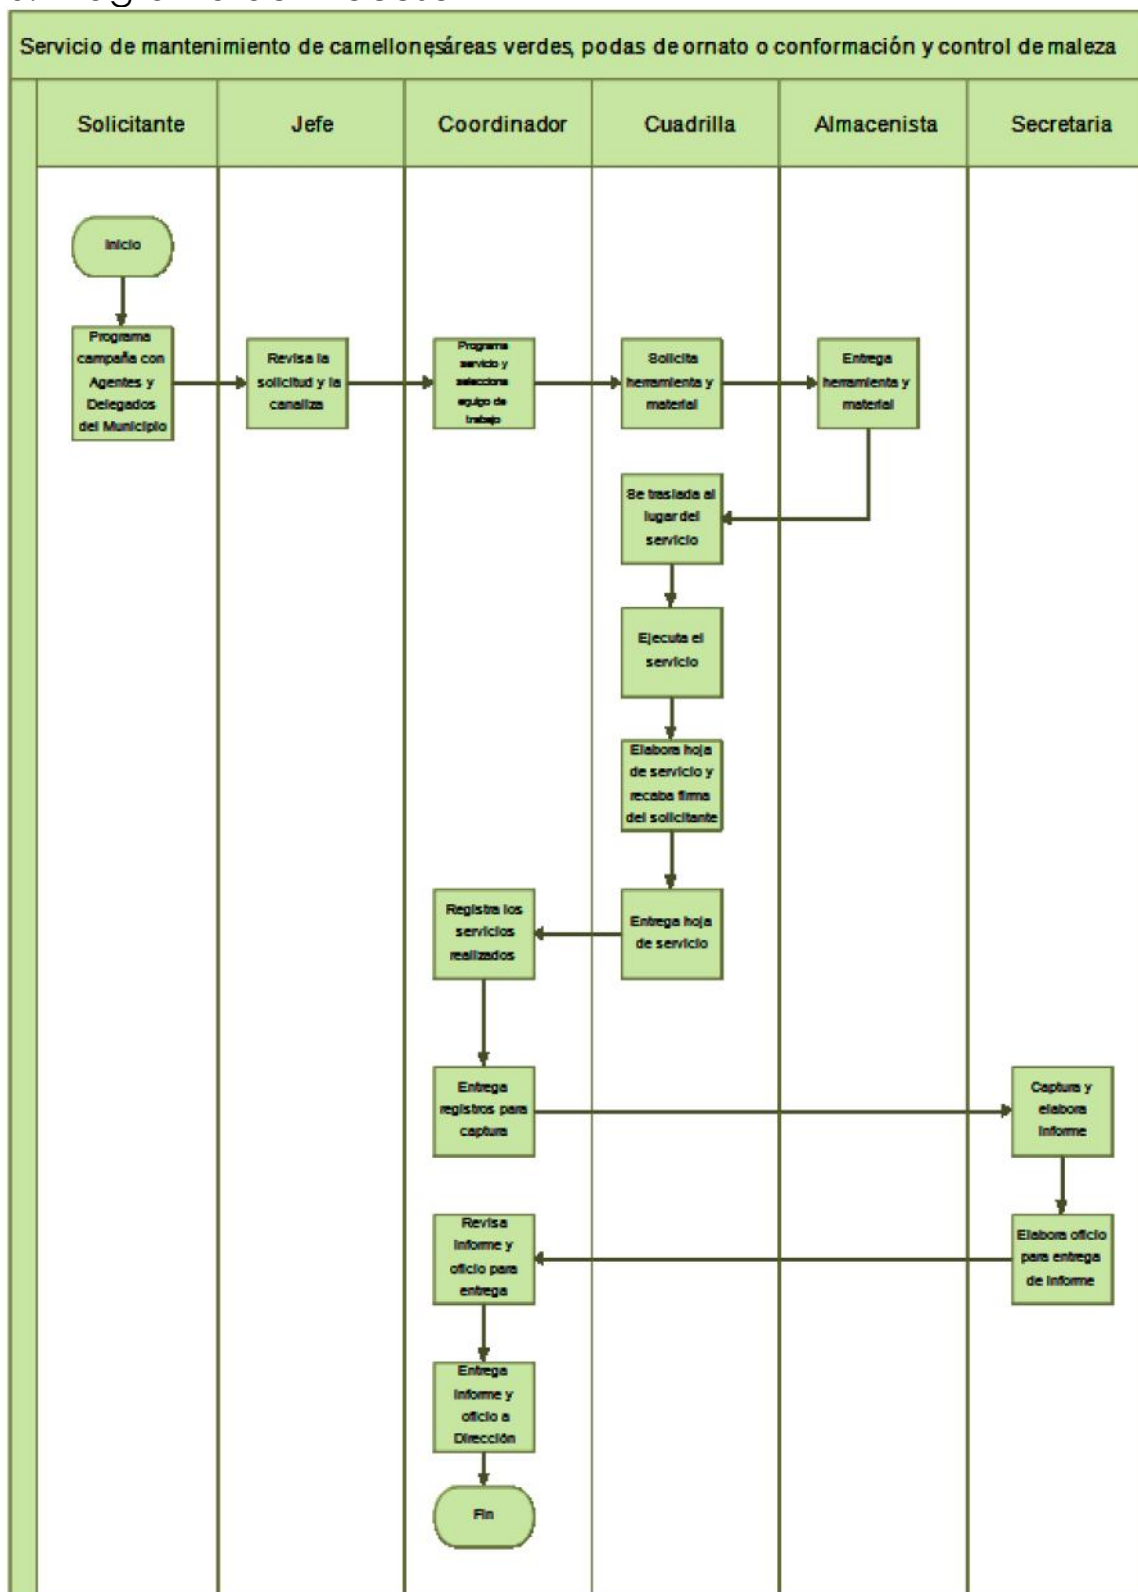 Servicio de mantenimiento de camellones,áreas verdes, podas de ornato o conformación y control de maleza
Solicitante
Jefe
Coordinador
Cuadrilla
Almacenista
Secretaria
Inicio
Programa
campaña con
Agentes y
Delegados
del Municipio
Revisa la
solicitud y la
canaliza
Programa
servicio y
selecciona
equipo de
trabajo
Solicita
herramienta y
material
Entrega
herramienta y
material
Se traslada al
lugar del
servicio
Ejecuta el
servicio
Elabora hoja
de servicio y
recaba firma
del solicitante
Entrega hoja
de servicio
Registra los
servicios
realizados
Entrega
registros para
captura
Captura y
elabora
Informe
Elabora oficio
para entrega
de Informe
Revisa
Informe y
oficio para
entrega
Entrega
Informe y
oficio a
Dirección
Fin